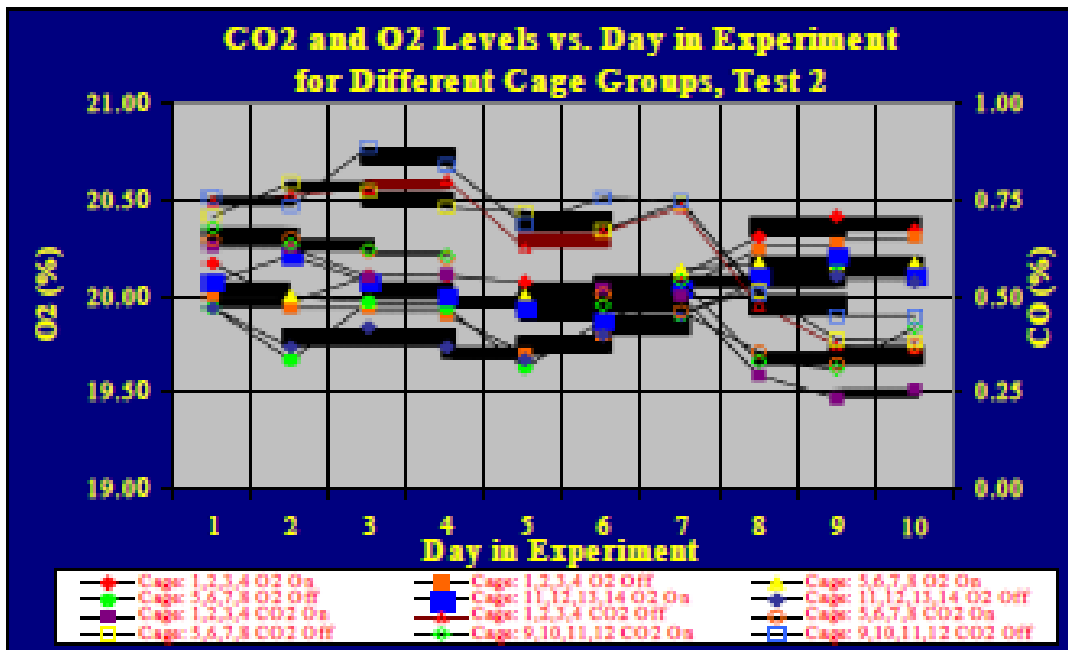 CO2 and O2 Levels vs. Day in Experiment
for Different Cage Groups, Test 2
21.00
20.50
20.00
19.50
19.00
O2 (%)
1.00
0.75
0.50
0.25
0.00
CO (%)
1 2 3 4 5 6 7 8 9 10
Day in Experiment
Cage: 1,2,3,4 O2 On Cage: 1,2,3,4 O2 Off Cage: 5,6,7,8 O2 On
Cage: 5,6,7,8 O2 Off Cage: 11,12,13,14 O2 On Cage: 11,12,13,14 O2 Off
Cage: 1,2,3,4 CO2 On Cage: 1,2,3,4 CO2 Off Cage: 5,6,7,8 CO2 On
Cage: 5,6,7,8 CO2 Off Cage: 9,10,11,12 CO2 On Cage: 9,10,11,12 CO2 Off